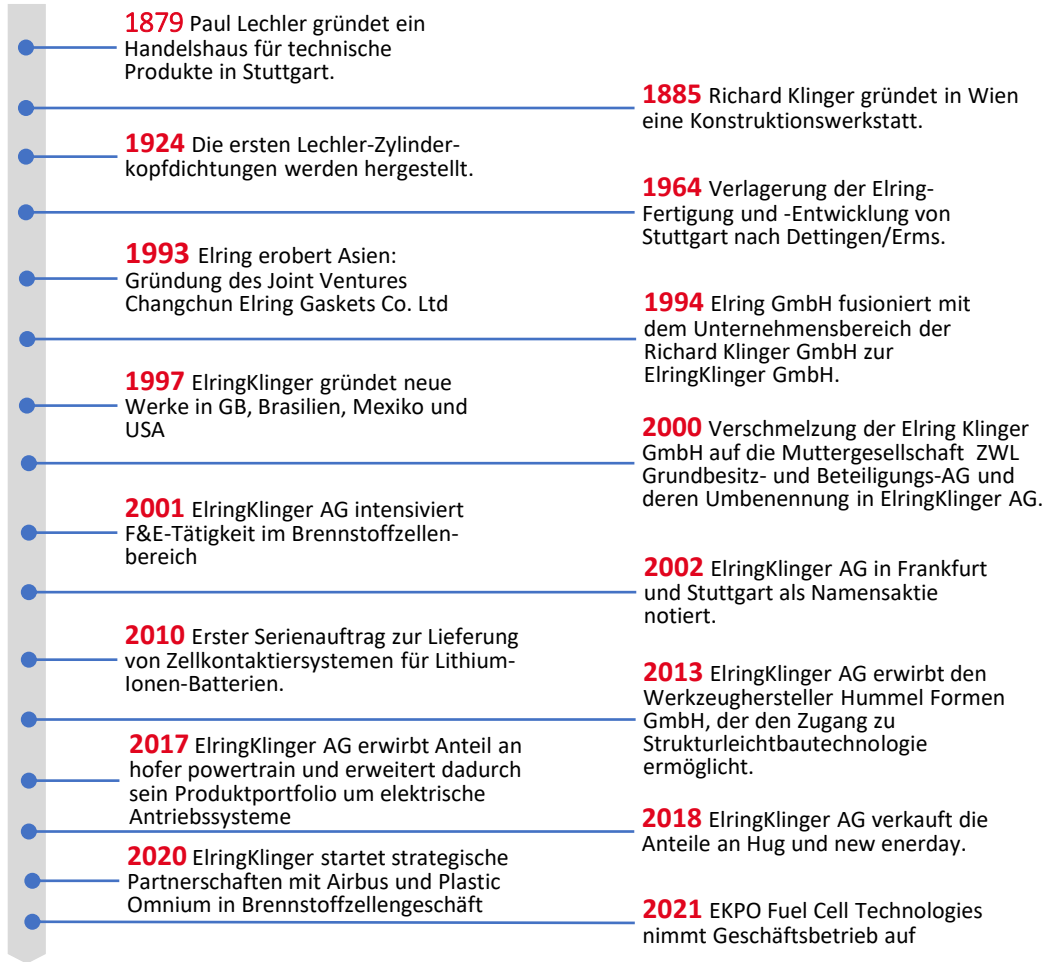 1879 Paul Lechler gründet ein
Handelshaus für technische
Produkte in Stuttgart.
1885 Richard Klinger gründet in Wien
eine Konstruktionswerkstatt.
1924 Die ersten Lechler-Zylinder-
kopfdichtungen werden hergestellt.
1964 Verlagerung der Elring-
Fertigung und -Entwicklung von
Stuttgart nach Dettingen/Erms.
1993 Elring erobert Asien:
Gründung des Joint Ventures
Changchun Elring Gaskets Co. Ltd
1994 Elring GmbH fusioniert mit
dem Unternehmensbereich der
Richard Klinger GmbH zur
ElringKlinger GmbH.
1997 ElringKlinger gründet neue
Werke in GB, Brasilien, Mexiko und
USA
2000 Verschmelzung der Elring Klinger
GmbH auf die Muttergesellschaft ZWL
Grundbesitz- und Beteiligungs-AG und
deren Umbenennung in ElringKlinger AG.
2001 ElringKlinger AG intensiviert
F&E-Tätigkeit im Brennstoffzellen-
bereich
2002 ElringKlinger AG in Frankfurt
und Stuttgart als Namensaktie
notiert.
2010 Erster Serienauftrag zur Lieferung
von Zellkontaktiersystemen für Lithium-
Ionen-Batterien.
2013 ElringKlinger AG erwirbt den
Werkzeughersteller Hummel Formen
GmbH, der den Zugang zu
Strukturleichtbautechnologie
ermöglicht.
2017 ElringKlinger AG erwirbt Anteil an
hofer powertrain und erweitert dadurch
sein Produktportfolio um elektrische
Antriebssysteme
2018 ElringKlinger AG verkauft die
Anteile an Hug und new enerday.
2020 ElringKlinger startet strategische
Partnerschaften mit Airbus und Plastic
Omnium in Brennstoffzellengeschäft
2021 EKPO Fuel Cell Technologies
nimmt Geschäftsbetrieb auf